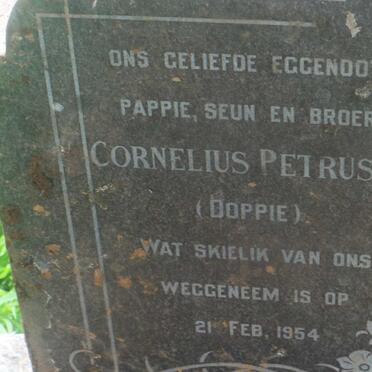 ONS GELIEFDE EGGENOO
PAPPIE, SEUN EN BROER
CORNELIUS PETRUS
(DOPPIE)
WAT SKIELIK VAN ONS
WEGGENEEM IS OP
21 FEB. 1954